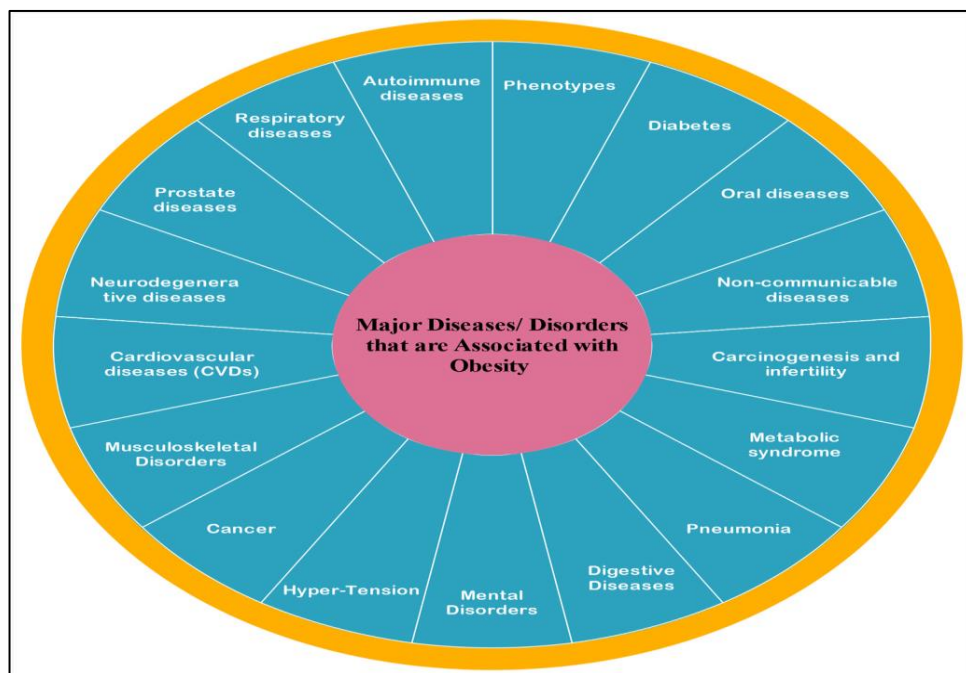 Autoimmune
diseases
Phenotypes
Diabetes
Oral diseases
Non-communicable
diseases
Carcinogenesis and
infertility
Metabolic
syndrome
Pneumonia
Digestive
Diseases
Mental
Disorders
Hyper-Tension
Cancer
Musculoskeletal
Disorders
Cardiovascular
diseases (CVDs)
Neurodegenera
tive diseases
Prostate
diseases
Respiratory
diseases
Major Diseases/ Disorders
that are Associated with
Obesity